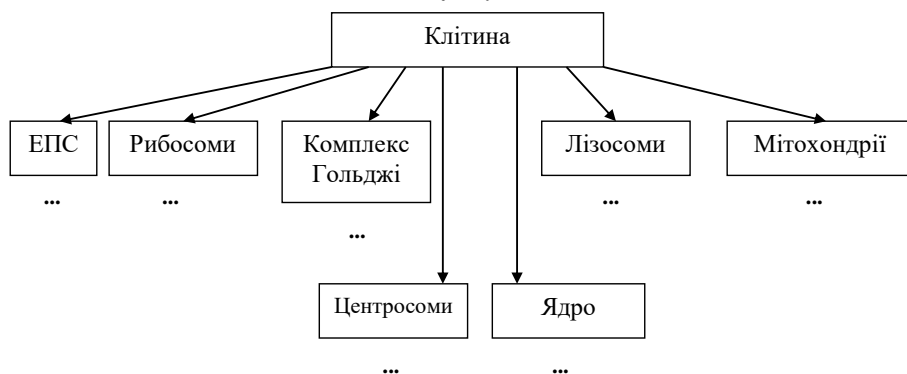 Клітина
ЕПС
Рибосоми
Комплекс
Гольджі
Лізосоми
Мітохондрії
...
...
...
...
...
Центросоми
Ядро
...
...